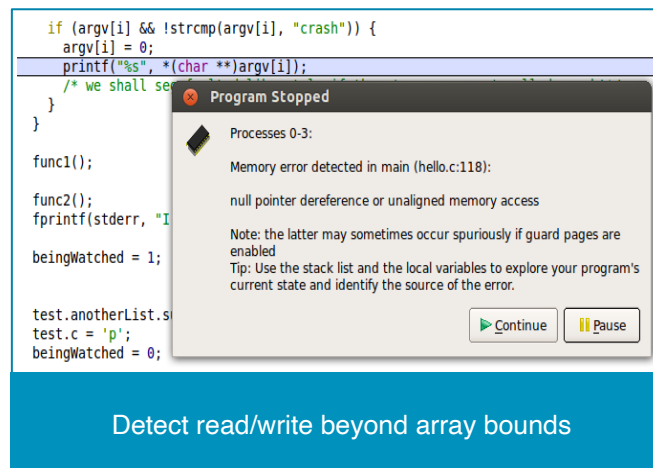 if (argv[i] && !strcmp(argv[i], "crash")) {
argv[i] = 0;
printf("%s", *(char **)argv[i]);
/* we shall
}
}
func1();
func2();
fprintf(stderr, "I
beingWatched = 1;
test.anotherList.su
test.c = 'p';
beingWatched = 0;
Program Stopped
Processes 0-3:
Memory error detected in main (hello.c:118):
null pointer dereference or unaligned memory access
Note: the latter may sometimes occur spuriously if guard pages are
enabled
Tip: Use the stack list and the local variables to explore your program's
current state and identify the source of the error.
Continue
Pause
Detect read/write beyond array bounds